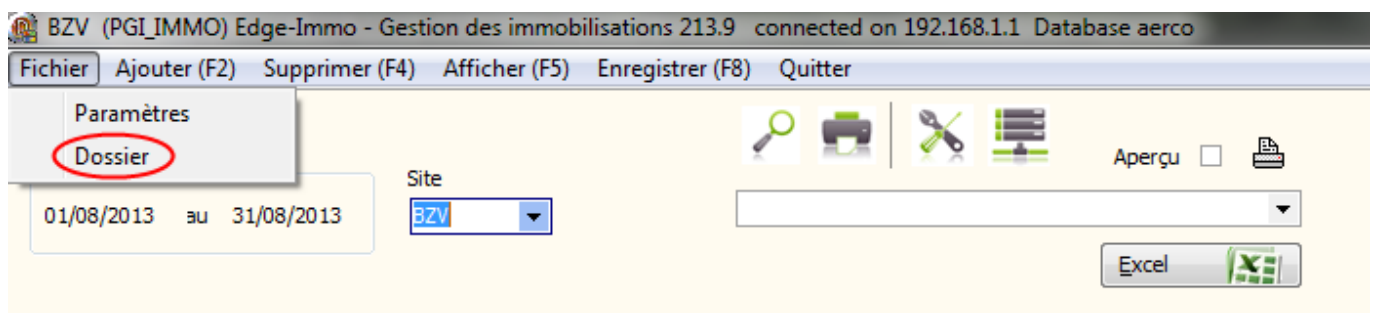 BZV (PGI_IMMO) Edge-Immo - Gestion des immobilisations 213.9 connected on 192.168.1.1 Database aerco
Fichier Ajouter (F2) Supprimer (F4) Afficher (F5) Enregistrer (F8) Quitter
Paramètres
Dossier
Aperçu
Site
01/08/2013 au 31/08/2013 BZV
Excel